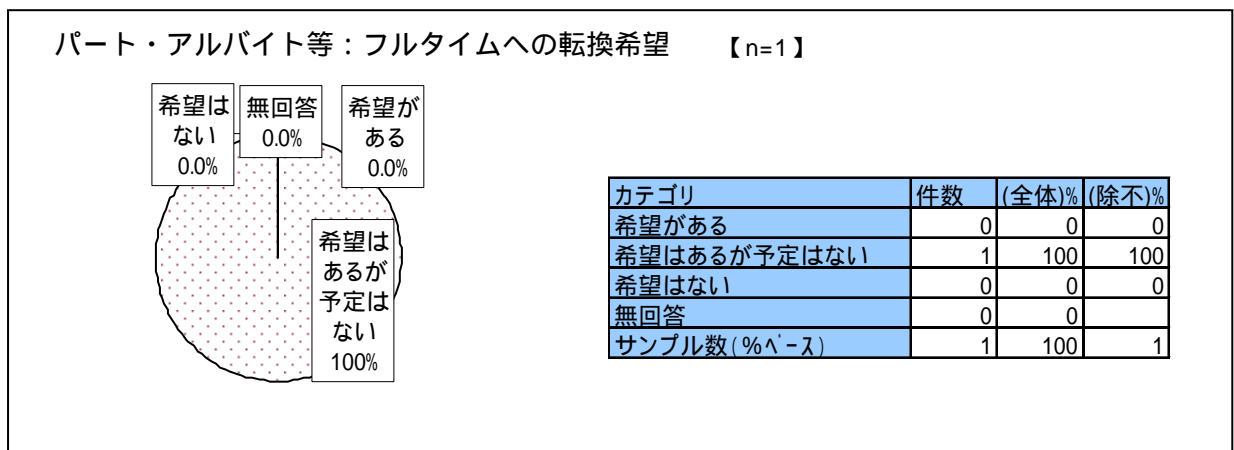 パート・アルバイト等：フルタイムへの転換希望 【n=1】
希望は
ない
0.0%
無回答
0.0%
希望が
ある
0.0%
希望は
あるが
予定は
ない
100%
カテゴリ 件数 (全体)% (除不)%
希望がある 0 0 0
希望はあるが予定はない 1 100 100
希望はない 0 0 0
無回答 0 0
サンプル数(%ﾍﾞｰｽ) 1 100 1